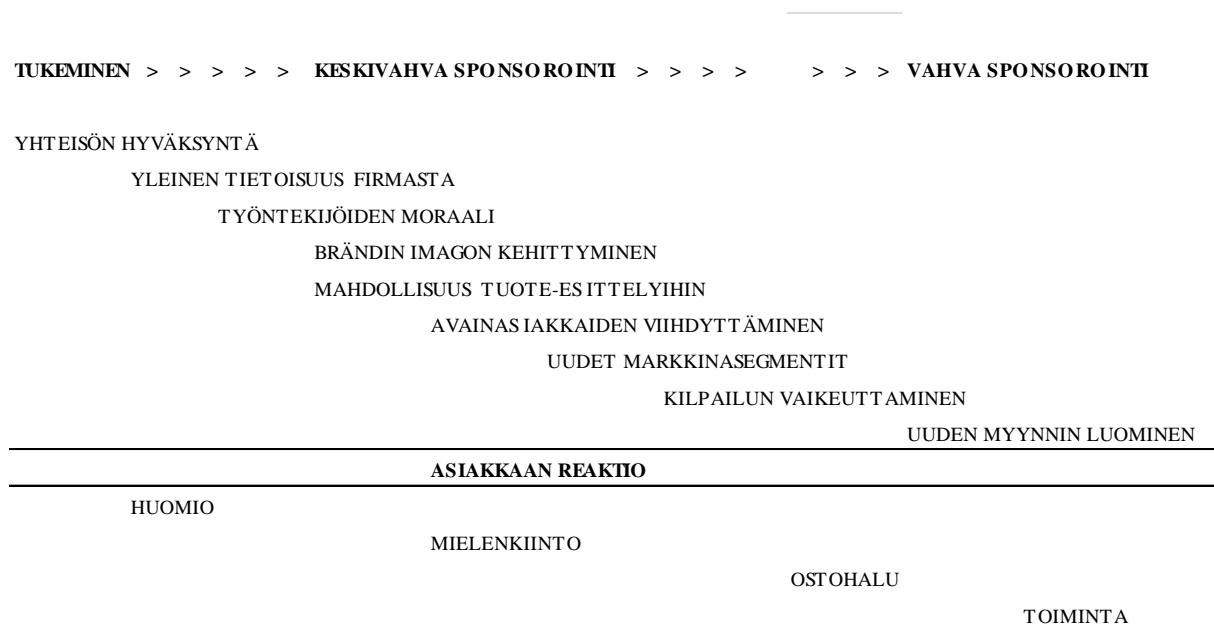 TUKEMINEN > > > > > KESKIVAHVA SPONSOROINTI > > > > > > > VAHVA SPONSOROINTI
YHTEISÖN HYVÄKSYNTÄ
YLEINEN TIETOISUUS FIRMASTA
TYÖNTEKIJÖIDEN MORAALI
BRÄNDIN IMAGON KEHITTYMINEN
MAHDOLLISUUS TUOTE-ESITTELYIHIN
AVAINASIAKKAIDEN VIIHDYTTÄMINEN
UUDET MARKKINASEGMENTIT
KILPAILUN VAIKEUTTAMINEN
UUDEN MYYNNIN LUOMINEN
ASIAKKAAN REAKTIO
HUOMIO
MIELENKIINTO
OSTOHALU
TOIMINTA